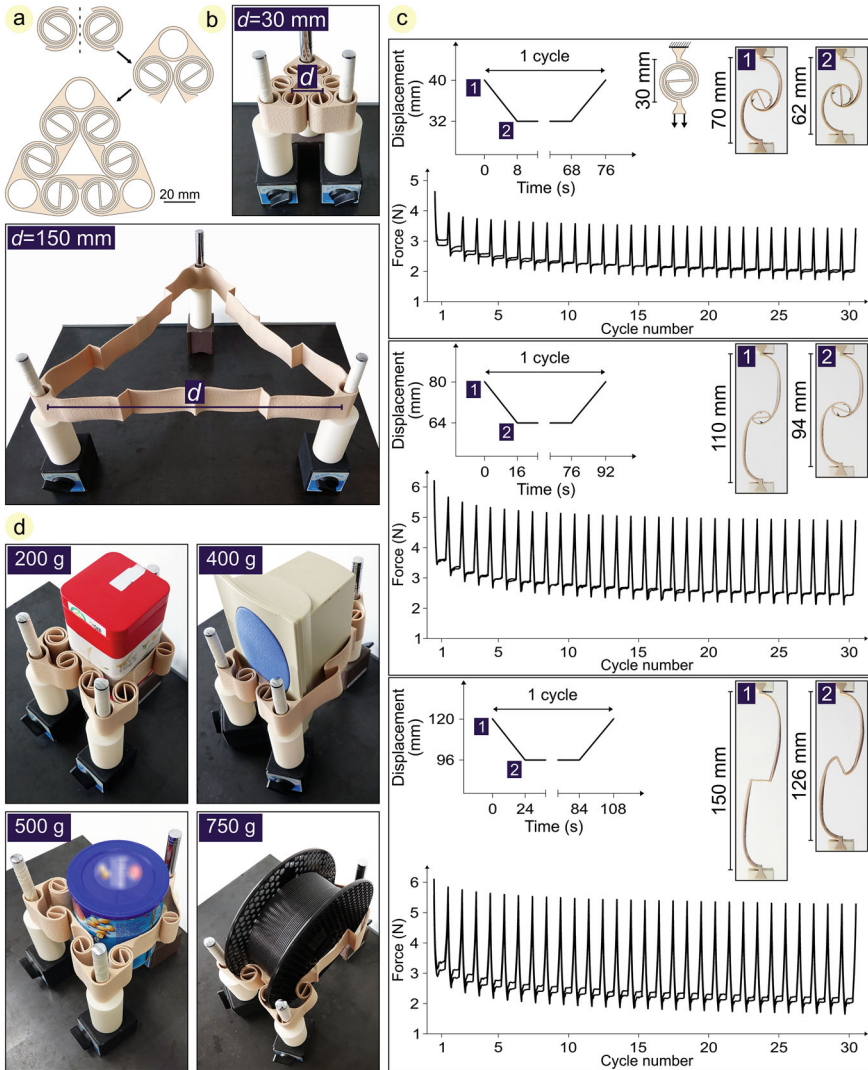 a
20 mm
b
d=30 mm
d=150 mm
d
c
Displacement
(mm)
40
32
1 cycle
1
2
0
8
68
76
Time (s)
30 mm
1
70 mm
2
62 mm
Force (N)
5
4
3
2
1
1
5
10
15
20
25
30
Cycle number
Displacement
(mm)
80
64
1 cycle
1
2
0
16
76
92
Time (s)
1
110 mm
2
94 mm
Force (N)
6
5
4
3
2
1
1
5
10
15
20
25
30
Cycle number
Displacement
(mm)
120
96
1 cycle
1
2
0
24
84
108
Time (s)
1
150 mm
2
126 mm
Force (N)
6
5
4
3
2
1
1
5
10
15
20
25
30
Cycle number
d
200 g
400 g
500 g
750 g